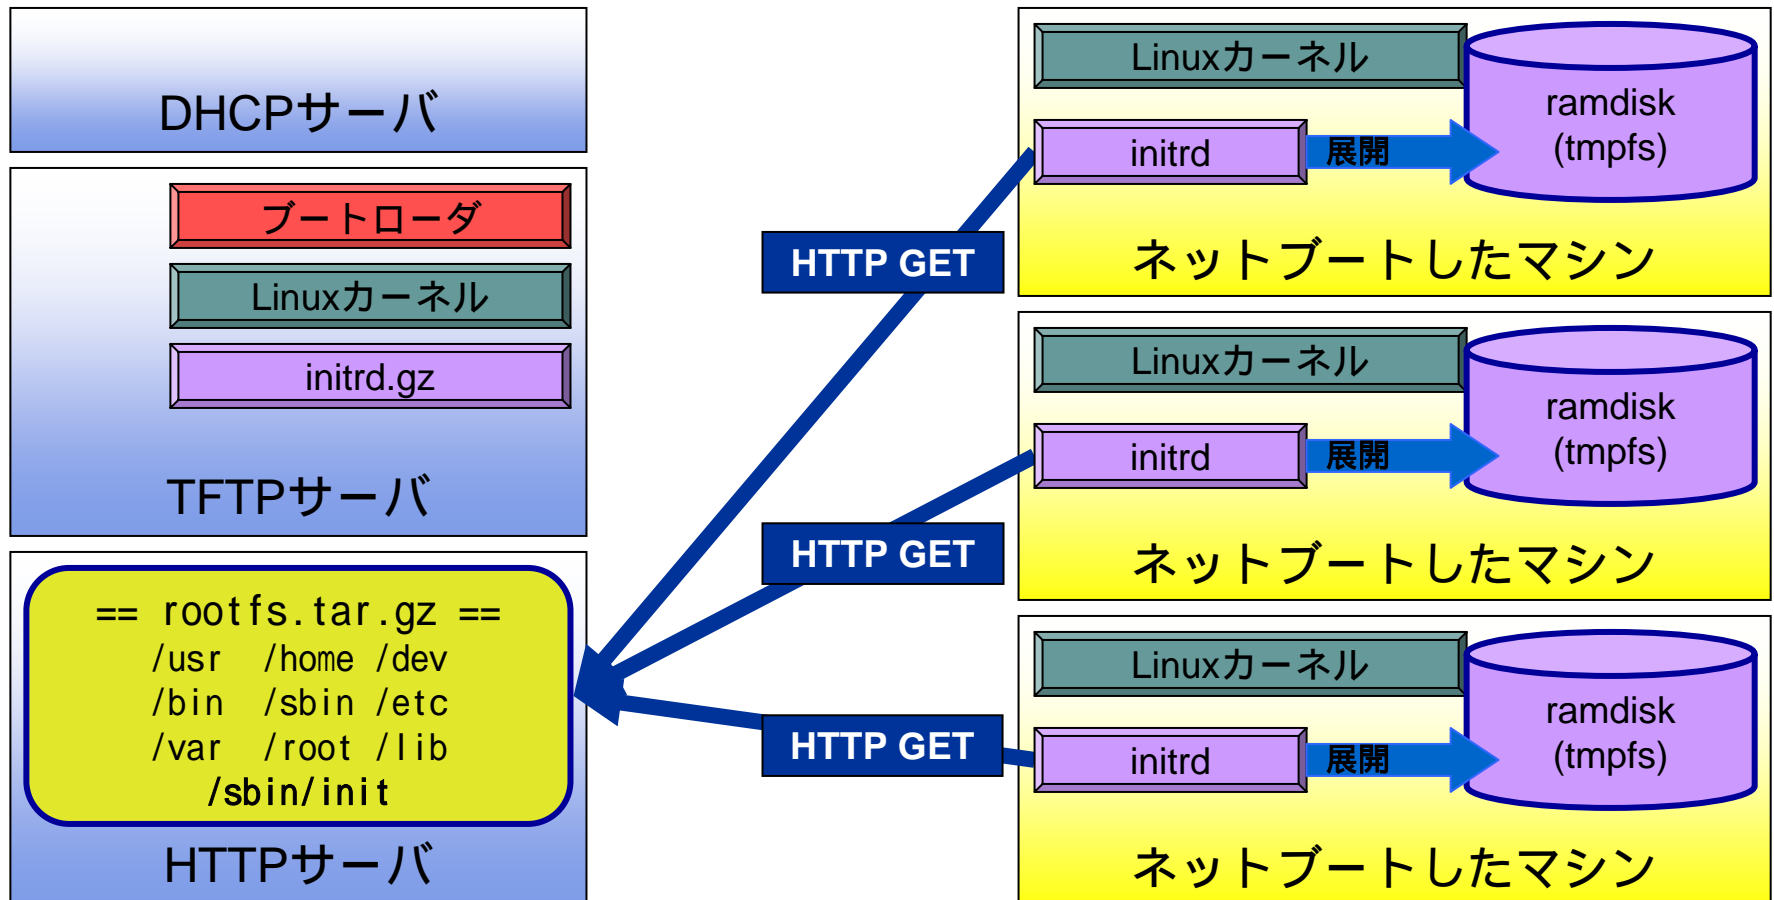 DHCPサーバ
ブートローダ
Linuxカーネル
initrd.gz
TFTPサーバ
== rootfs.tar.gz ==
/usr /home /dev
/bin /sbin /etc
/var /root /lib
/sbin/init
HTTPサーバ
HTTP GET
HTTP GET
HTTP GET
Linuxカーネル
initrd
展開
ramdisk
(tmpfs)
ネットブートしたマシン
Linuxカーネル
initrd
展開
ramdisk
(tmpfs)
ネットブートしたマシン
Linuxカーネル
initrd
展開
ramdisk
(tmpfs)
ネットブートしたマシン